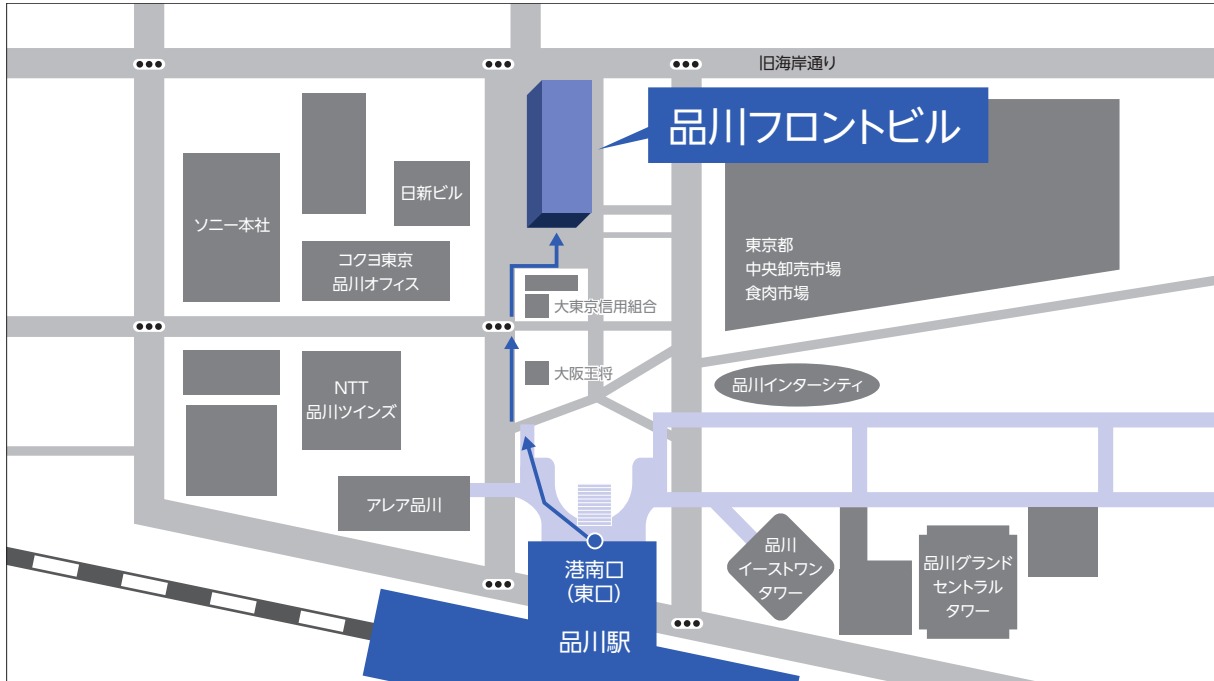 旧海岸通り
品川フロントビル
日新ビル
ソニー本社
コクヨ東京
品川オフィス
東京都
中央卸売市場
食肉市場
大東京信用組合
大阪王将
NTT
品川ツインズ
品川インターシティ
アレア品川
港南口
(東口)
品川駅
品川
イーストワン
タワー
品川グランド
セントラル
タワー